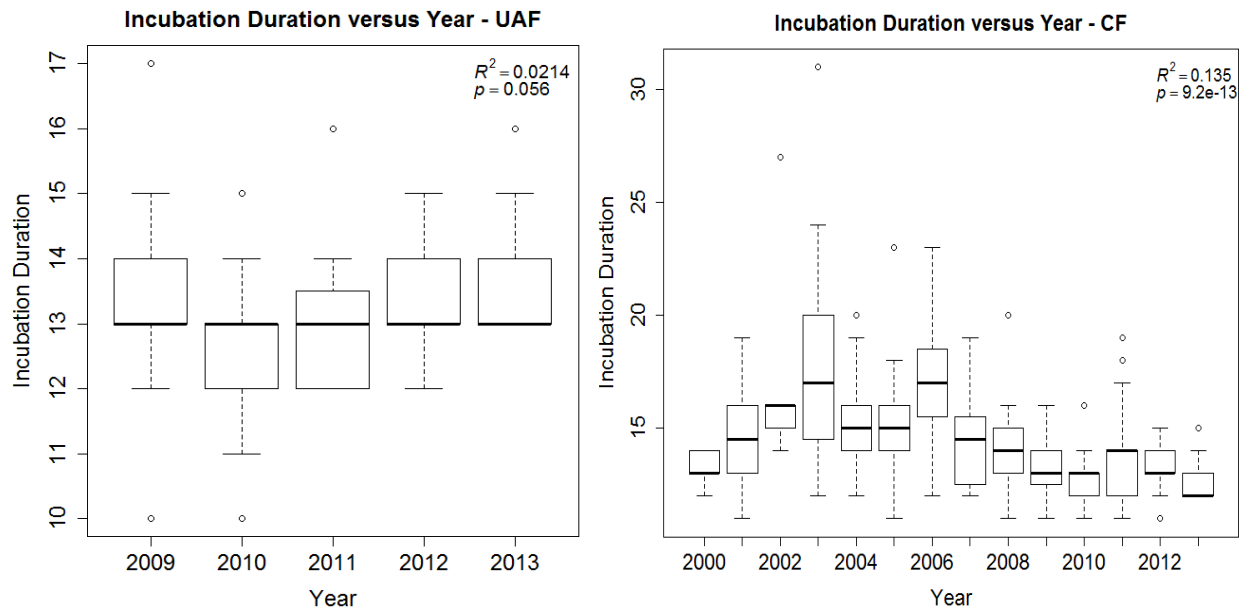 Incubation Duration versus Year - UAF
R² = 0.0214
p = 0.056
17
16
15
14
13
12
11
10
Incubation Duration
2009 2010 2011 2012 2013
Year
Incubation Duration versus Year - CF
R² = 0.135
p = 9.2e-13
30
25
20
15
Incubation Duration
2000 2002 2004 2006 2008 2010 2012
Year